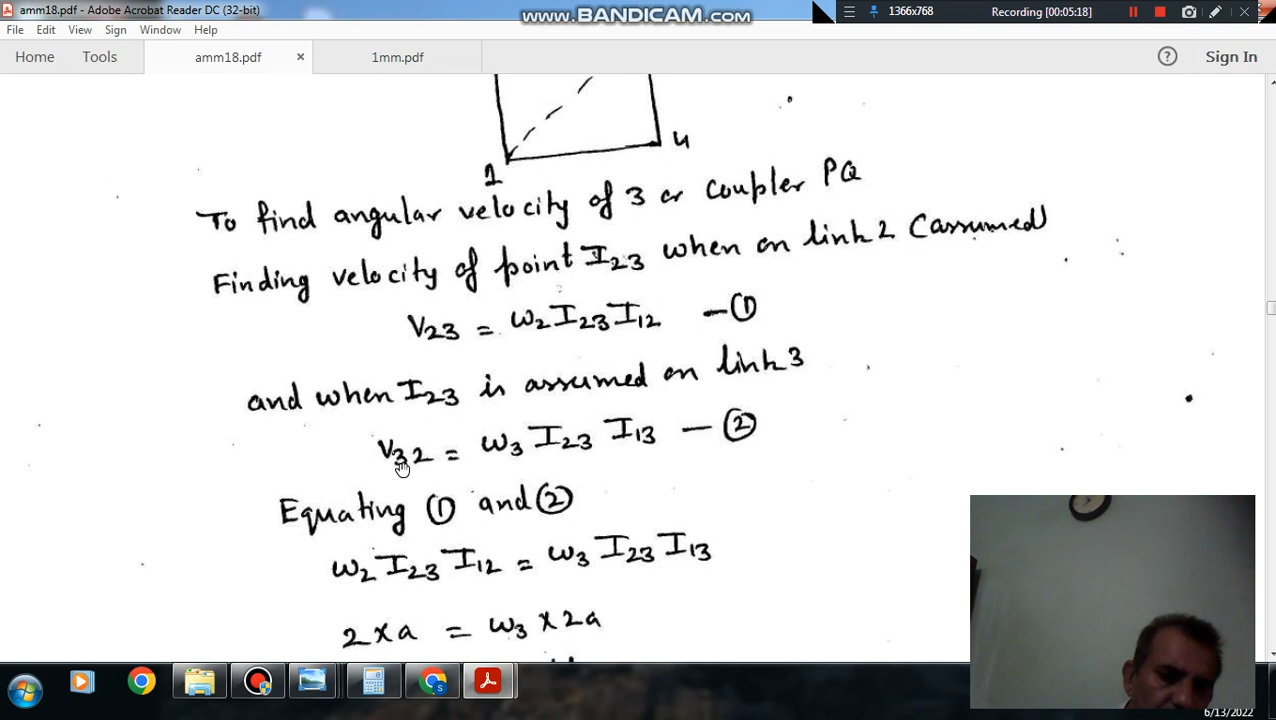 amm18.pdf - Adobe Acrobat Reader DC (32-bit)
www.BANDICAM.com
1366x768
Recording [00:05:18]
File Edit View Sign Window Help
Home Tools amm18.pdf × 1mm.pdf ? Sign In
1
4
To find angular velocity of 3 or coupler PQ
Finding velocity of point I23 when on link 2 (assumed
V23 = ω2 I23 I12 — ①
and when I23 is assumed on link 3
V32 = ω3 I23 I13 — ②
Equating ① and ②
ω2 I23 I12 = ω3 I23 I13
2 x a = ω3 x 2a
6/13/2022